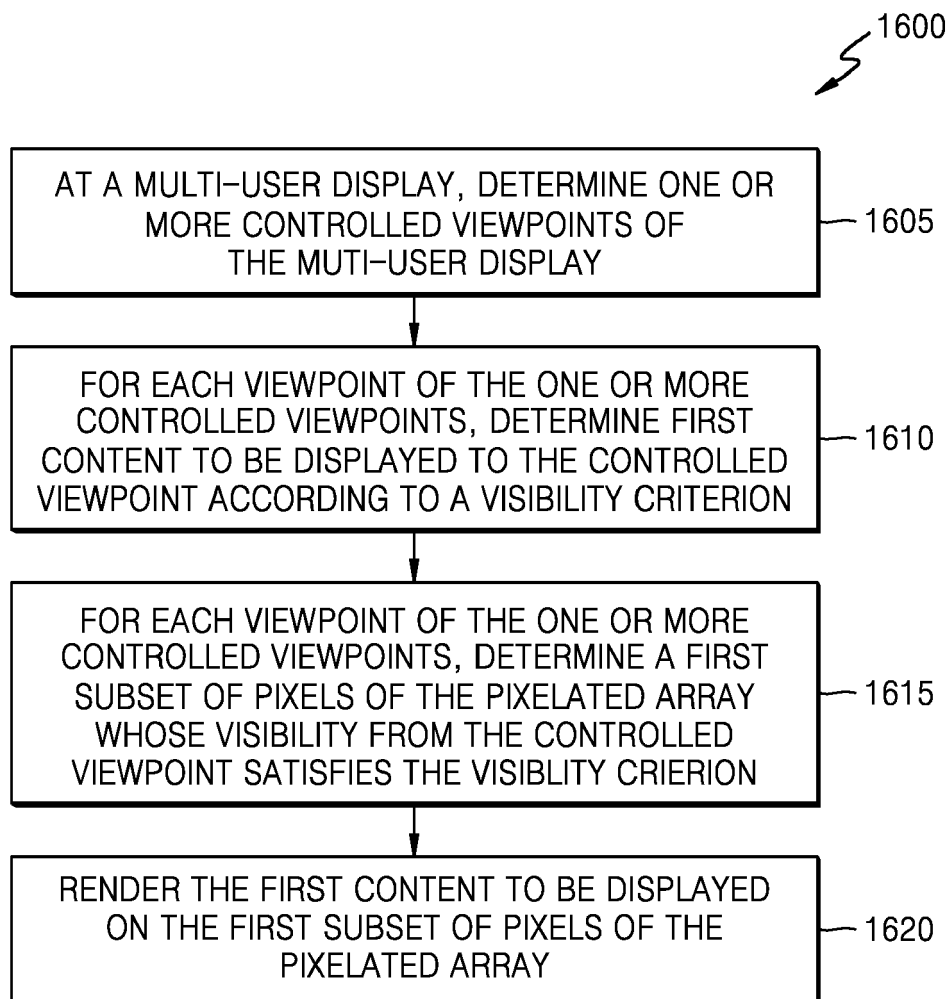 1600
AT A MULTI-USER DISPLAY, DETERMINE ONE OR
MORE CONTROLLED VIEWPOINTS OF
THE MUTI-USER DISPLAY
1605
FOR EACH VIEWPOINT OF THE ONE OR MORE
CONTROLLED VIEWPOINTS, DETERMINE FIRST
CONTENT TO BE DISPLAYED TO THE CONTROLLED
VIEWPOINT ACCORDING TO A VISIBILITY CRITERION
1610
FOR EACH VIEWPOINT OF THE ONE OR MORE
CONTROLLED VIEWPOINTS, DETERMINE A FIRST
SUBSET OF PIXELS OF THE PIXELATED ARRAY
WHOSE VISIBILITY FROM THE CONTROLLED
VIEWPOINT SATISFIES THE VISIBLITY CRIERION
1615
RENDER THE FIRST CONTENT TO BE DISPLAYED
ON THE FIRST SUBSET OF PIXELS OF THE
PIXELATED ARRAY
1620